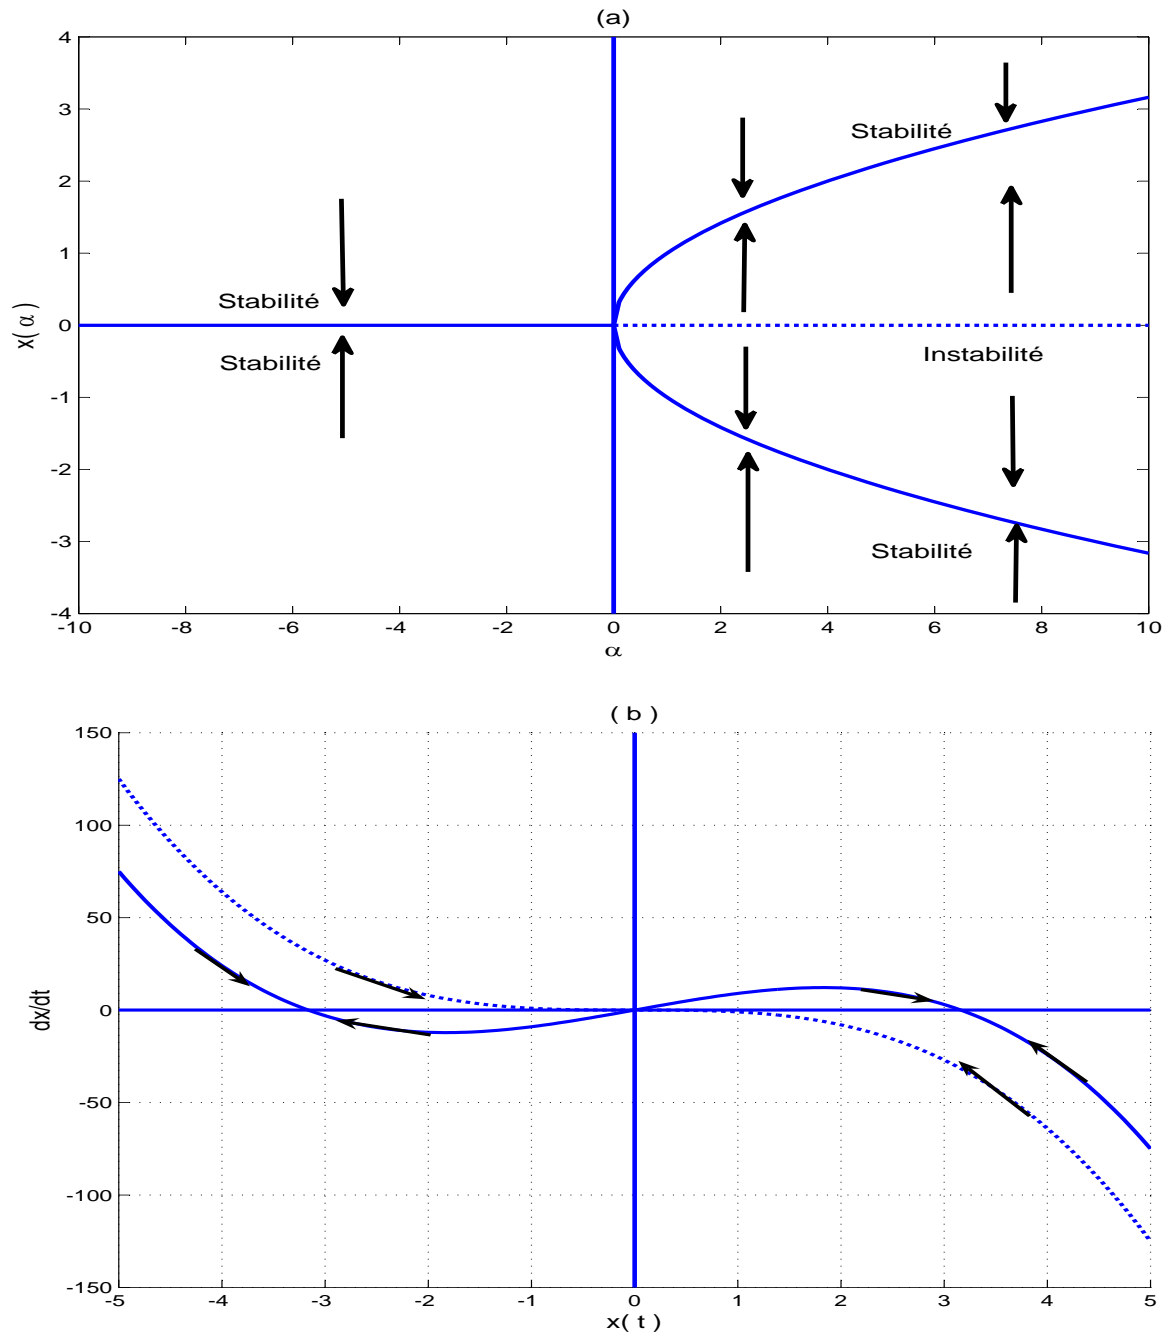 (a)
4
3
2
1
0
-1
-2
-3
-4
x( α )
Stabilité
Stabilité
Stabilité
Instabilité
Stabilité
-10 -8 -6 -4 -2 0 2 4 6 8 10
α
( b )
150
100
50
0
-50
-100
-150
dx/dt
-5 -4 -3 -2 -1 0 1 2 3 4 5
x( t )